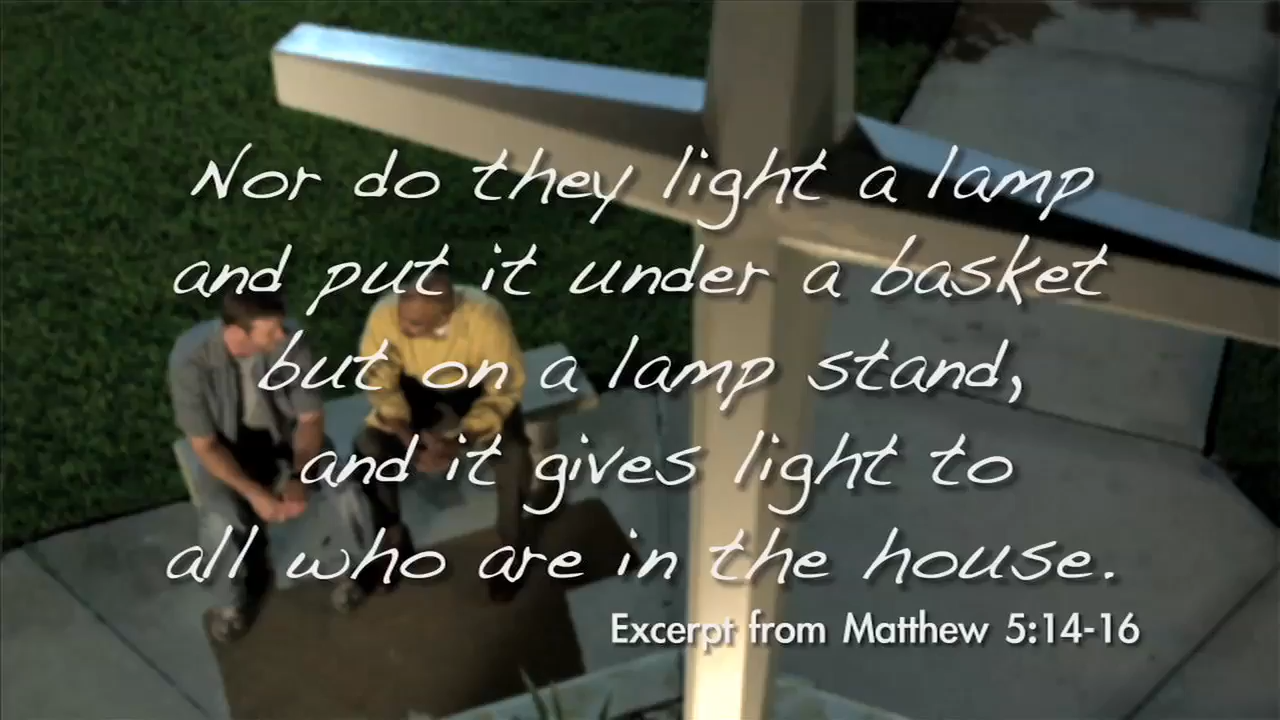 Nor do they light a lamp
and put it under a basket
but on a lamp stand,
and it gives light to
all who are in the house.
Excerpt from Matthew 5:14-16